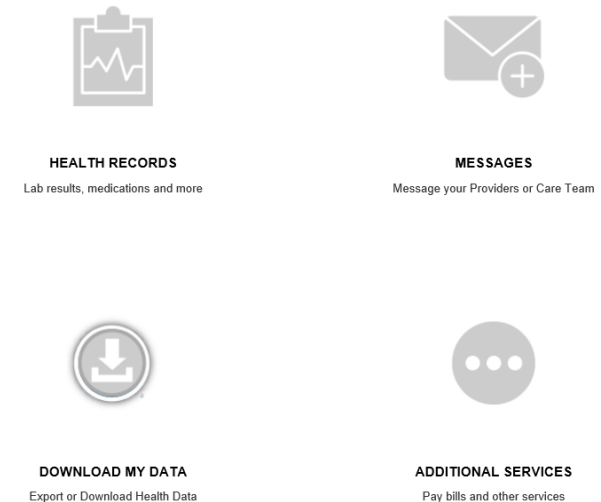 HEALTH RECORDS
Lab results, medications and more
MESSAGES
Message your Providers or Care Team
DOWNLOAD MY DATA
Export or Download Health Data
ADDITIONAL SERVICES
Pay bills and other services